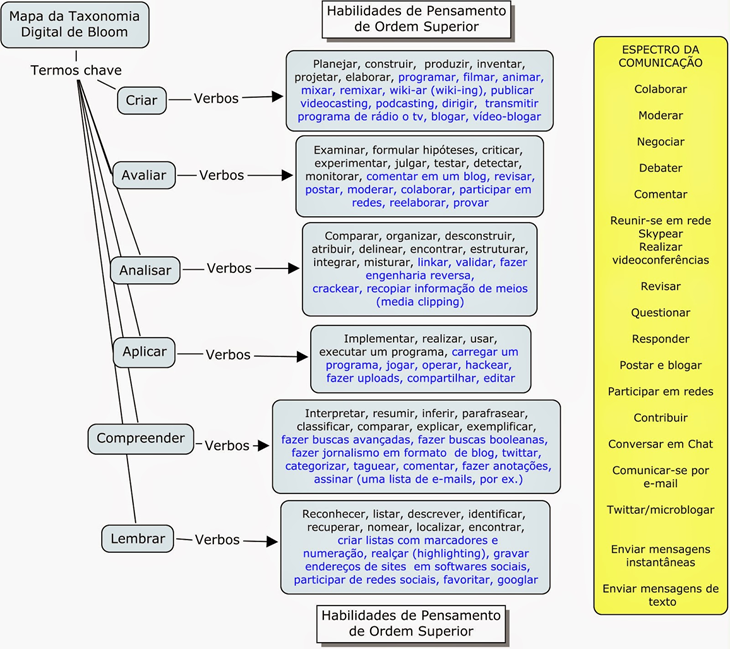 Mapa da Taxonomia
Digital de Bloom
Termos chave
Habilidades de Pensamento
de Ordem Superior
Criar
Verbos
Planejar, construir, produzir, inventar,
projetar, elaborar, programar, filmar, animar,
mixar, remixar, wiki-ar (wiki-ing), publicar
videocasting, podcasting, dirigir, transmitir
programa de rádio o tv, blogar, vídeo-blogar
Avaliar
Verbos
Examinar, formular hipóteses, criticar,
experimentar, julgar, testar, detectar,
monitorar, comentar em um blog, revisar,
postar, moderar, colaborar, participar em
redes, reelaborar, provar
Analisar
Verbos
Comparar, organizar, desconstruir,
atribuir, delinear, encontrar, estruturar,
integrar, misturar, linkar, validar, fazer
engenharia reversa,
crackear, recopiar informação de meios
(media clipping)
Aplicar
Verbos
Implementar, realizar, usar,
executar um programa, carregar um
programa, jogar, operar, hackear,
fazer uploads, compartilhar, editar
Compreender
Verbos
Interpretar, resumir, inferir, parafrasear,
classificar, comparar, explicar, exemplificar,
fazer buscas avançadas, fazer buscas booleanas,
fazer jornalismo em formato de blog, twittar,
categorizar, taguear, comentar, fazer anotações,
assinar (uma lista de e-mails, por ex.)
Lembrar
Verbos
Reconhecer, listar, descrever, identificar,
recuperar, nomear, localizar, encontrar,
criar listas com marcadores e
numeração, realçar (highlighting), gravar
endereços de sites em softwares sociais,
participar de redes sociais, favoritar, googlar
Habilidades de Pensamento
de Ordem Superior
ESPECTRO DA
COMUNICAÇÃO
Colaborar
Moderar
Negociar
Debater
Comentar
Reunir-se em rede
Skypear
Realizar
videoconferências
Revisar
Questionar
Responder
Postar e blogar
Participar em redes
Contribuir
Conversar em Chat
Comunicar-se por
e-mail
Twittar/microblogar
Enviar mensagens
instantâneas
Enviar mensagens de
texto